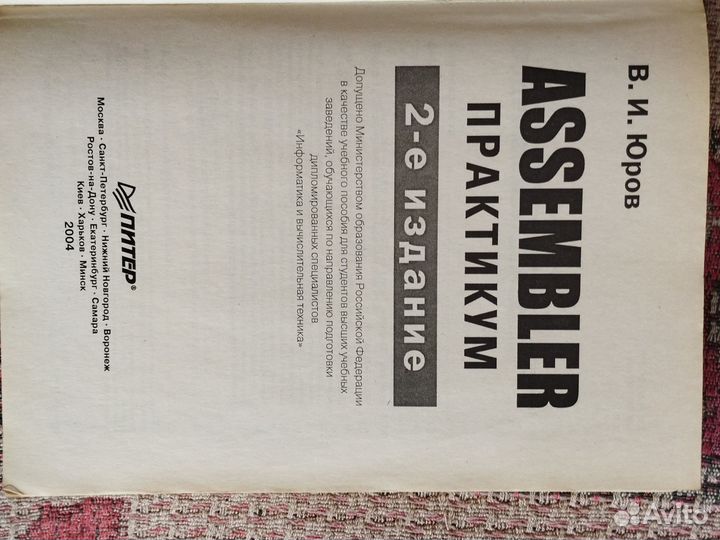 В. И. Юров
ASSEMBLER
ПРАКТИКУМ
2-е издание
Допущено Министерством образования Российской Федерации
в качестве учебного пособия для студентов высших учебных
заведений, обучающихся по направлению подготовки
дипломированных специалистов
«Информатика и вычислительная техника»
ПИТЕР®
Москва · Санкт-Петербург · Нижний Новгород · Воронеж
Ростов-на-Дону · Екатеринбург · Самара
Киев · Харьков · Минск
2004
Avito